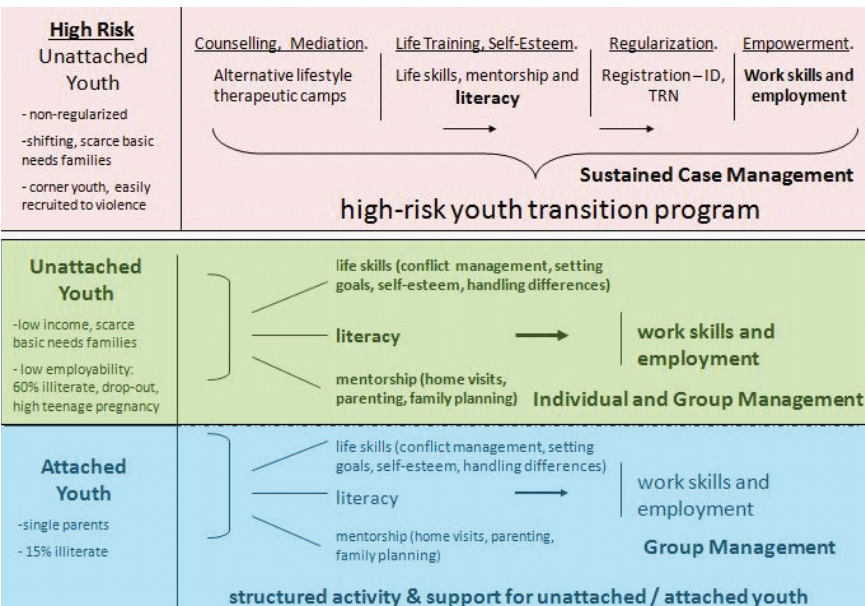 High Risk
Unattached
Youth
- non-regularized
-shifting, scarce basic
needs families
- corner youth, easily
recruited to violence
Counselling, Mediation.
Alternative lifestyle
therapeutic camps
Life Training, Self-Esteem.
Life skills, mentorship and
literacy
Regularization.
Registration – ID,
TRN
Empowerment.
Work skills and
employment
Sustained Case Management
high-risk youth transition program
Unattached
Youth
-low income, scarce
basic needs families
- low employability:
60% illiterate, drop-out,
high teenage pregnancy
life skills (conflict management, setting
goals, self-esteem, handling differences)
literacy
mentorship (home visits,
parenting, family planning)
work skills and
employment
Individual and Group Management
Attached
Youth
-single parents
- 15% illiterate
life skills (conflict management, setting
goals, self-esteem, handling differences)
literacy
mentorship (home visits, parenting,
family planning)
work skills and
employment
Group Management
structured activity & support for unattached / attached youth